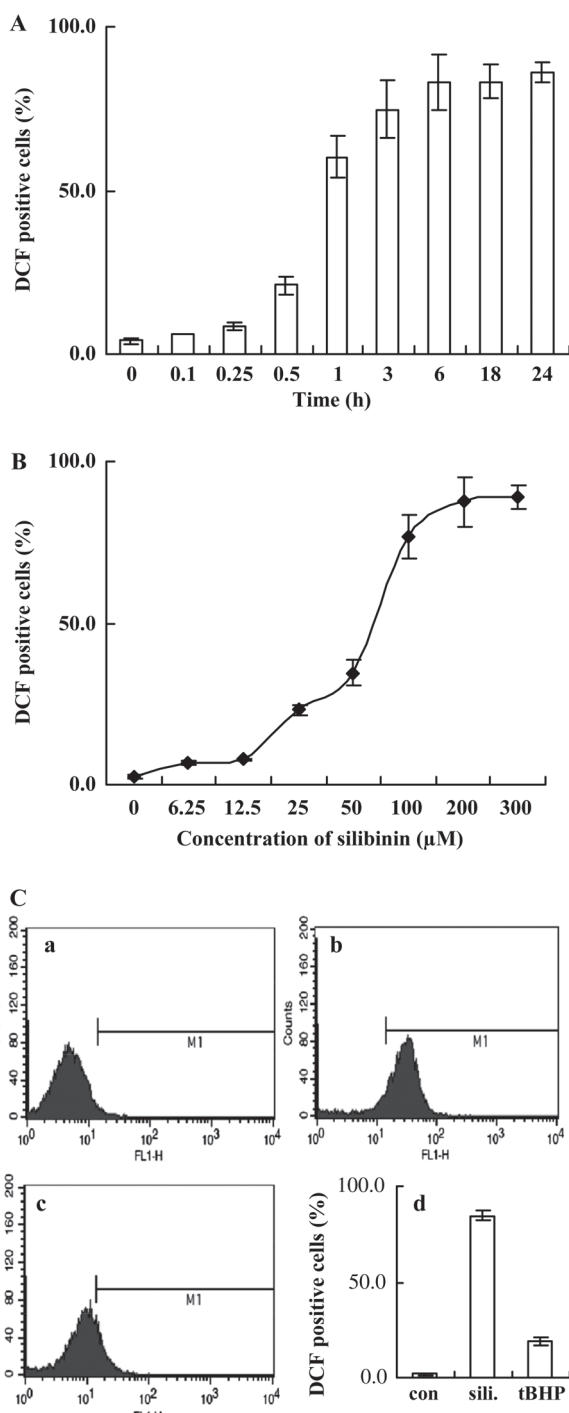 A
100.0
50.0
0.0
DCF positive cells (%)
0 0.1 0.25 0.5 1 3 6 18 24
Time (h)
B
100.0
50.0
0.0
DCF positive cells (%)
0 6.25 12.5 25 50 100 200 300
Concentration of silibinin (µM)
C
a
200
160
120
80
40
0
M1
10⁰ 10¹ 10² 10³ 10⁴
FL1-H
b
Counts
200
160
120
80
40
0
M1
10⁰ 10¹ 10² 10³ 10⁴
FL1-H
c
200
160
120
80
40
0
M1
10⁰ 10¹ 10² 10³ 10⁴
d
DCF positive cells (%)
100.0
50.0
0.0
con sili. tBHP